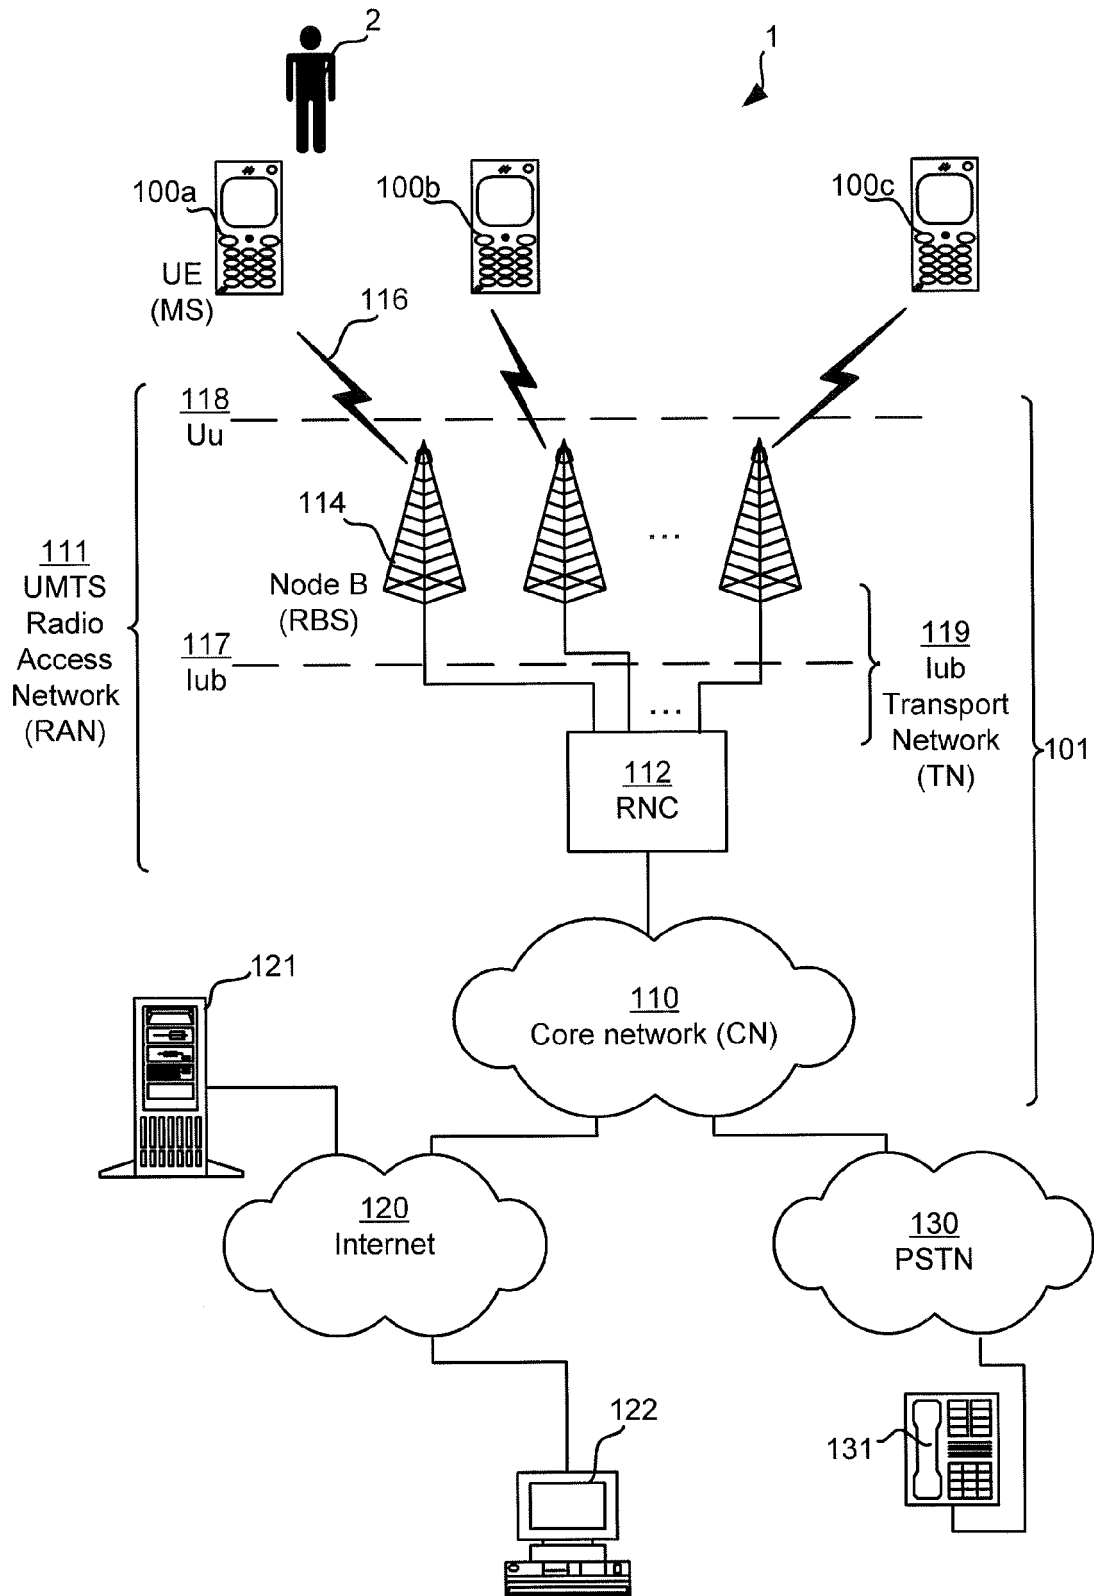 2
1
100a
100b
100c
UE
(MS)
116
118
Uu
114
...
111
UMTS
Radio
Access
Network
(RAN)
Node B
(RBS)
117
Iub
119
Iub
Transport
Network
(TN)
101
...
112
RNC
110
Core network (CN)
121
120
Internet
130
PSTN
122
131